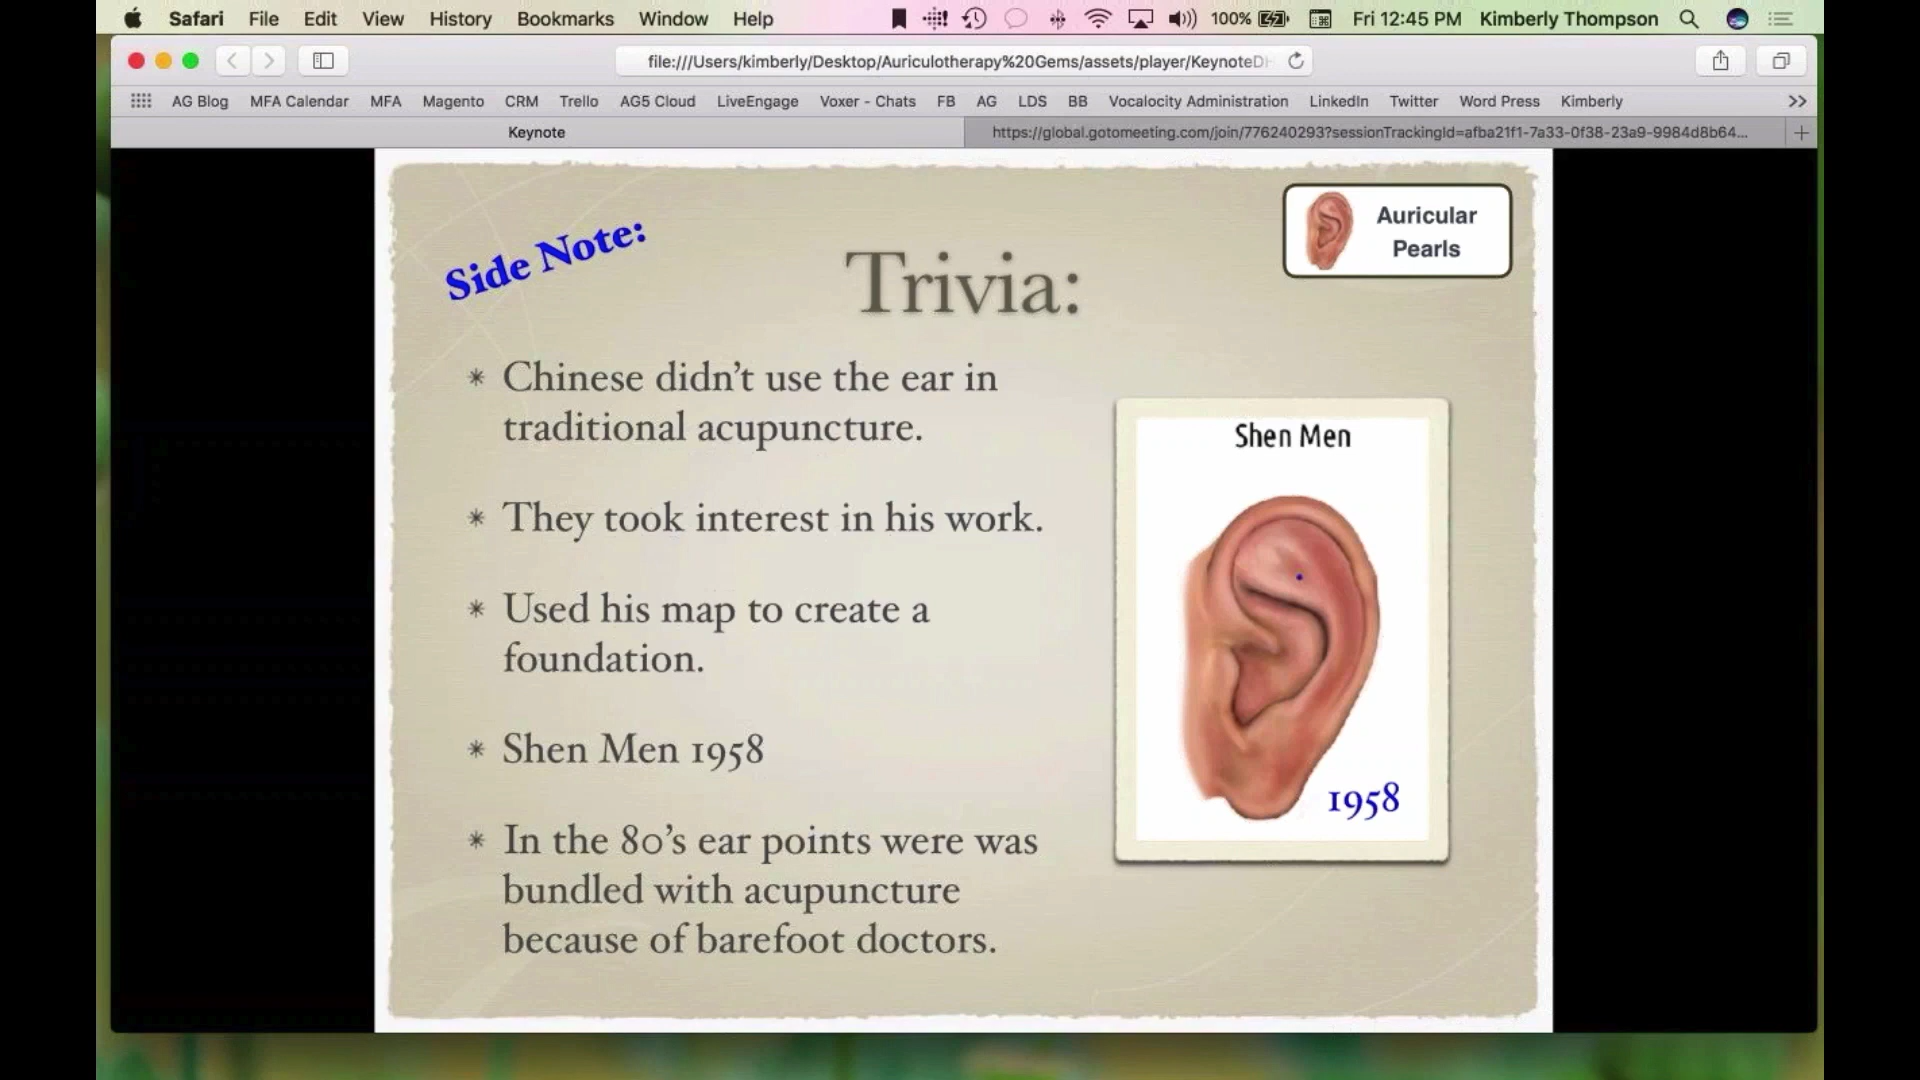 Safari File Edit View History Bookmarks Window Help 100% Fri 12:45 PM Kimberly Thompson
file:///Users/kimberly/Desktop/Auriculotherapy%20Gems/assets/player/KeynoteDH
AG Blog MFA Calendar MFA Magento CRM Trello AG5 Cloud LiveEngage Voxer - Chats FB AG LDS BB Vocalocity Administration LinkedIn Twitter Word Press Kimberly
Keynote https://global.gotomeeting.com/join/776240293?sessionTrackingId=afba21f1-7a33-0f38-23a9-9984d8b64...
Side Note:
Trivia:
Auricular
Pearls
* Chinese didn't use the ear in
traditional acupuncture.
* They took interest in his work.
* Used his map to create a
foundation.
* Shen Men 1958
* In the 80's ear points were was
bundled with acupuncture
because of barefoot doctors.
Shen Men
1958